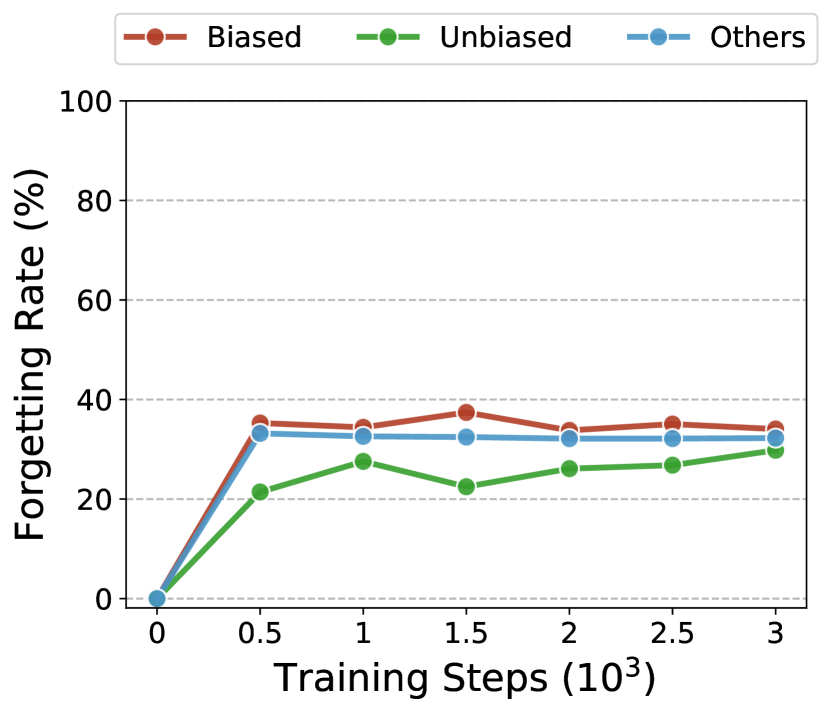 Biased Unbiased Others
100
80
60
40
20
0
Forgetting Rate (%)
0 0.5 1 1.5 2 2.5 3
Training Steps (10³)